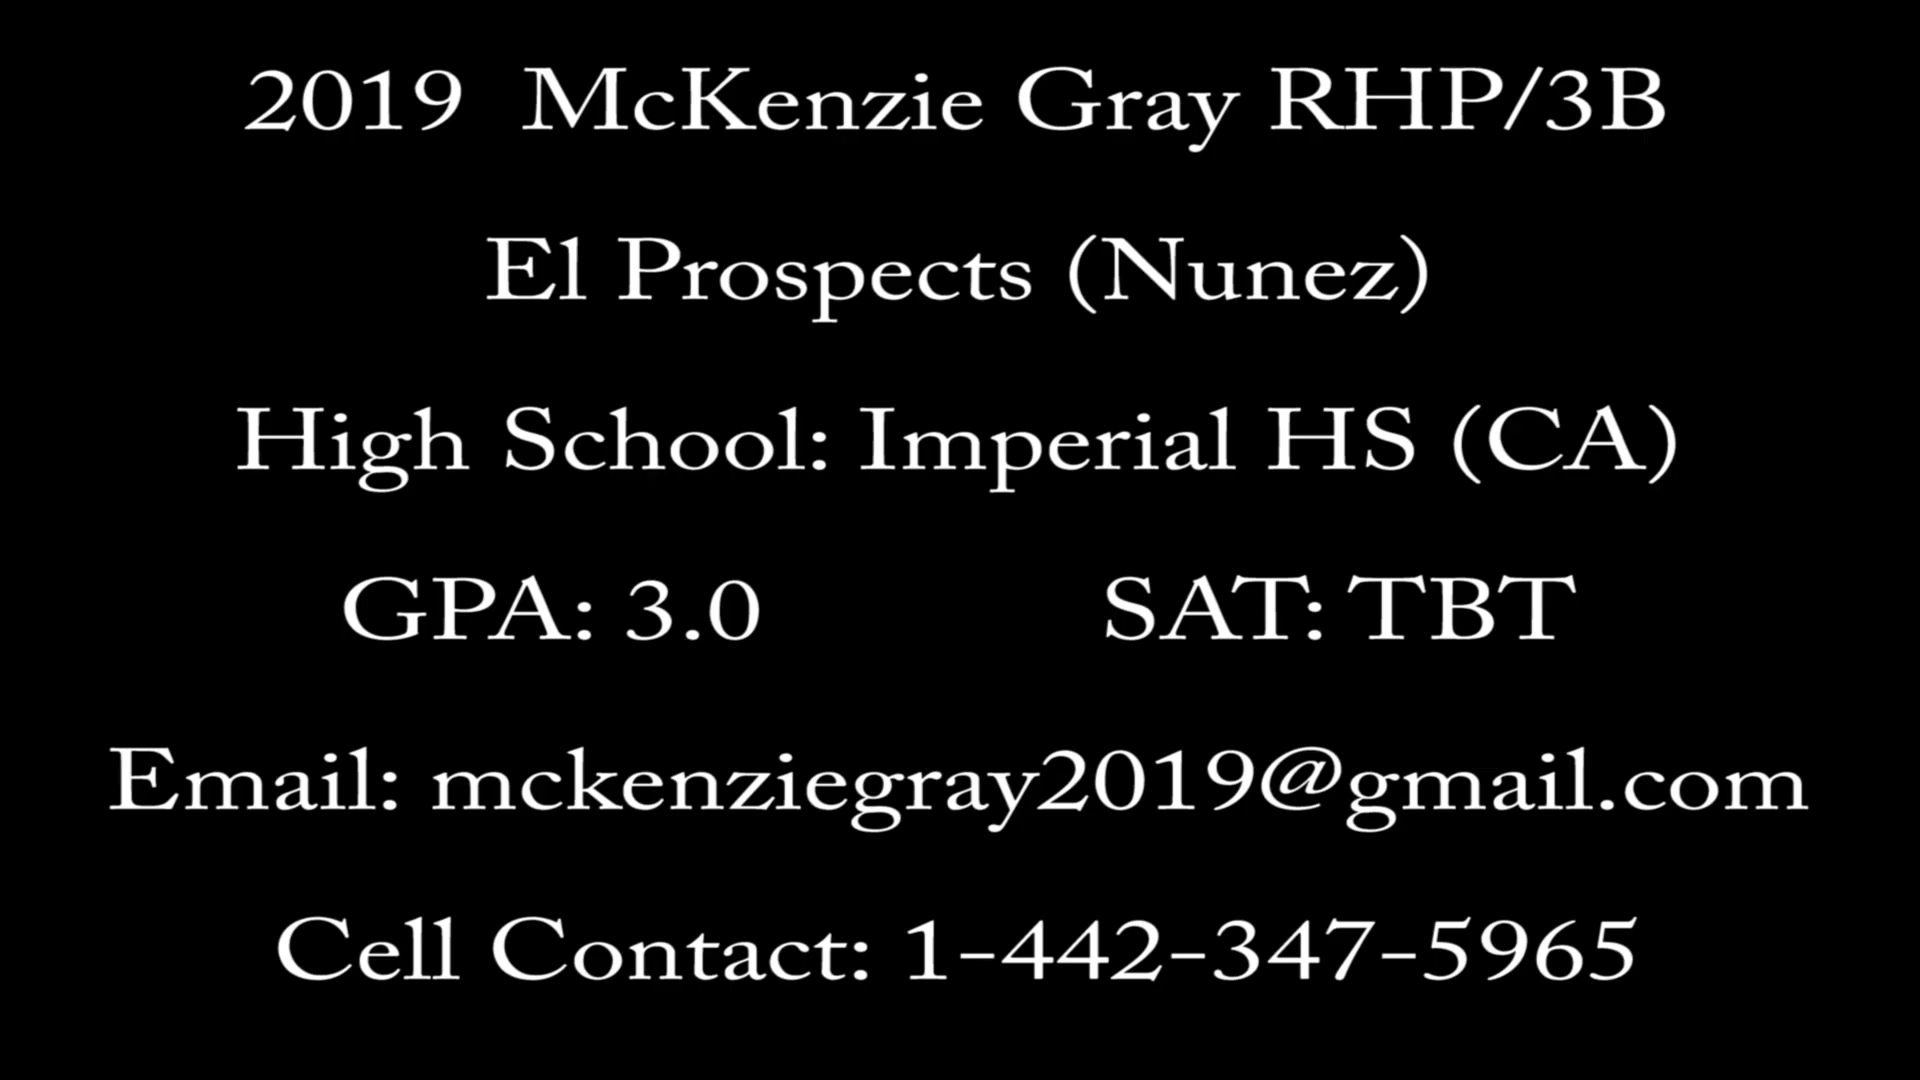 2019 McKenzie Gray RHP/3B
El Prospects (Nunez)
High School: Imperial HS (CA)
GPA: 3.0 SAT: TBT
Email: mckenziegray2019@gmail.com
Cell Contact: 1-442-347-5965